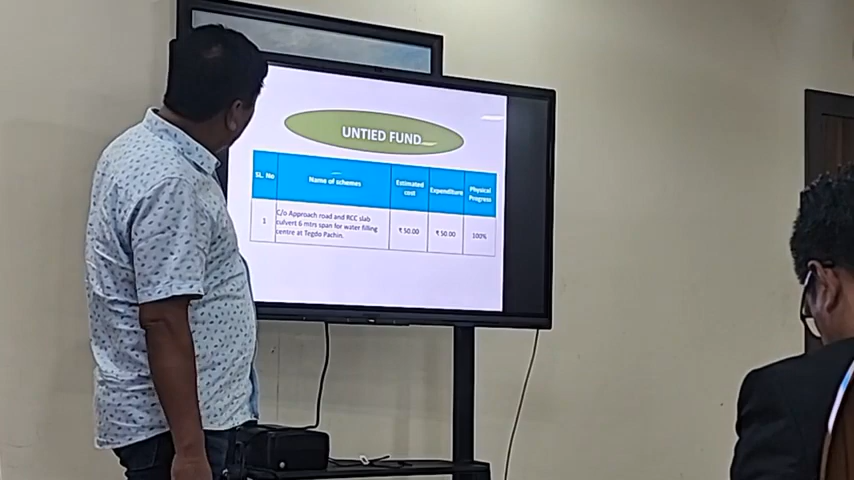 UNTIED FUND
SL. No
Name of schemes
Estimated
cost
Expenditure
Physical
Progress
1
C/o Approach road and RCC slab
culvert 6 mtrs span for water filling
centre at Tegdo Pachin.
₹ 50.00
₹ 50.00
100%